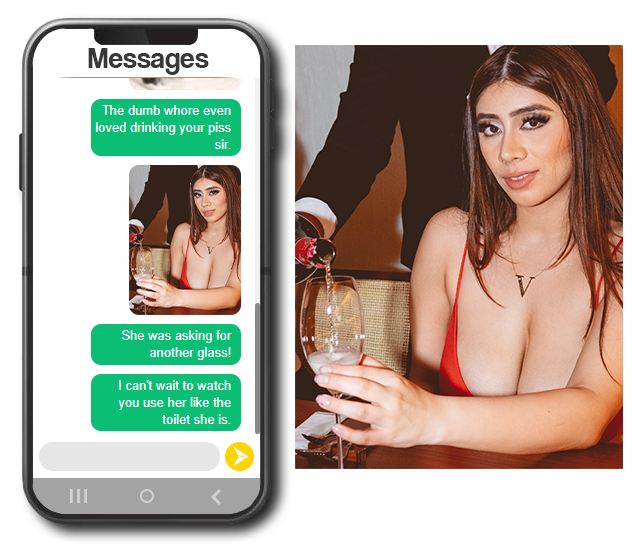 Messages
The dumb whore even
loved drinking your piss
sir.
She was asking for
another glass!
I can't wait to watch
you use her like the
toilet she is.
V